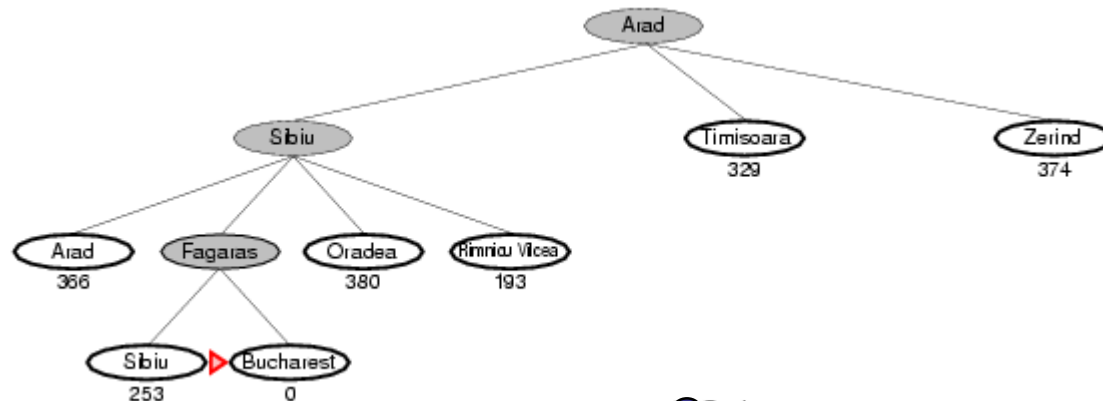 Arad
Sibiu
Timisoara
Zerind
329
374
Arad
Fagaras
Oradea
Rimnicu Vilcea
366
380
193
Sibiu
Bucharest
253
0